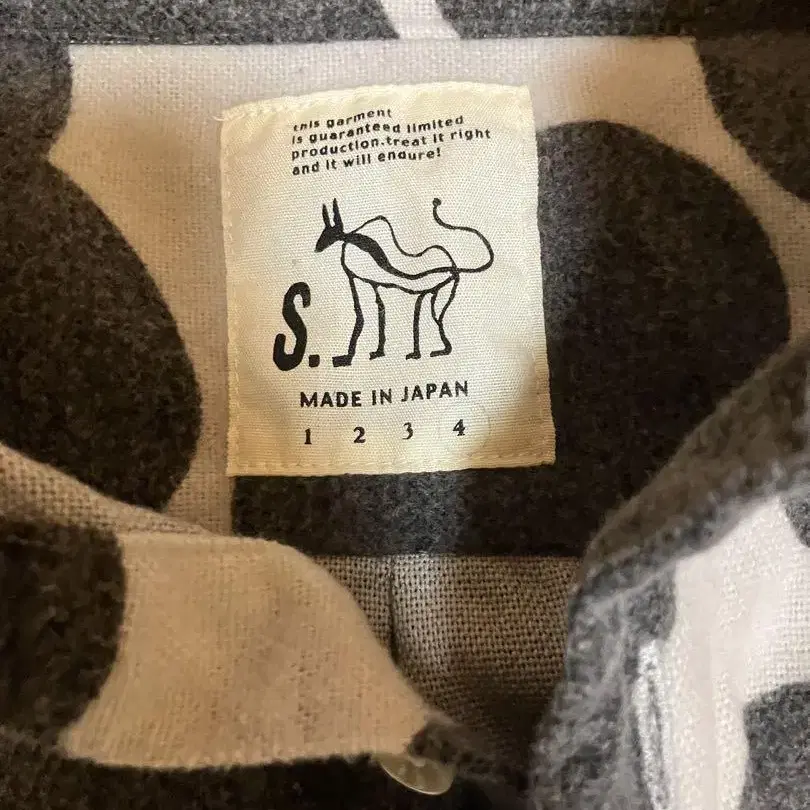 this garment
is guaranteed limited
production.treat it right
and it will endure!
S.
MADE IN JAPAN
1 2 3 4